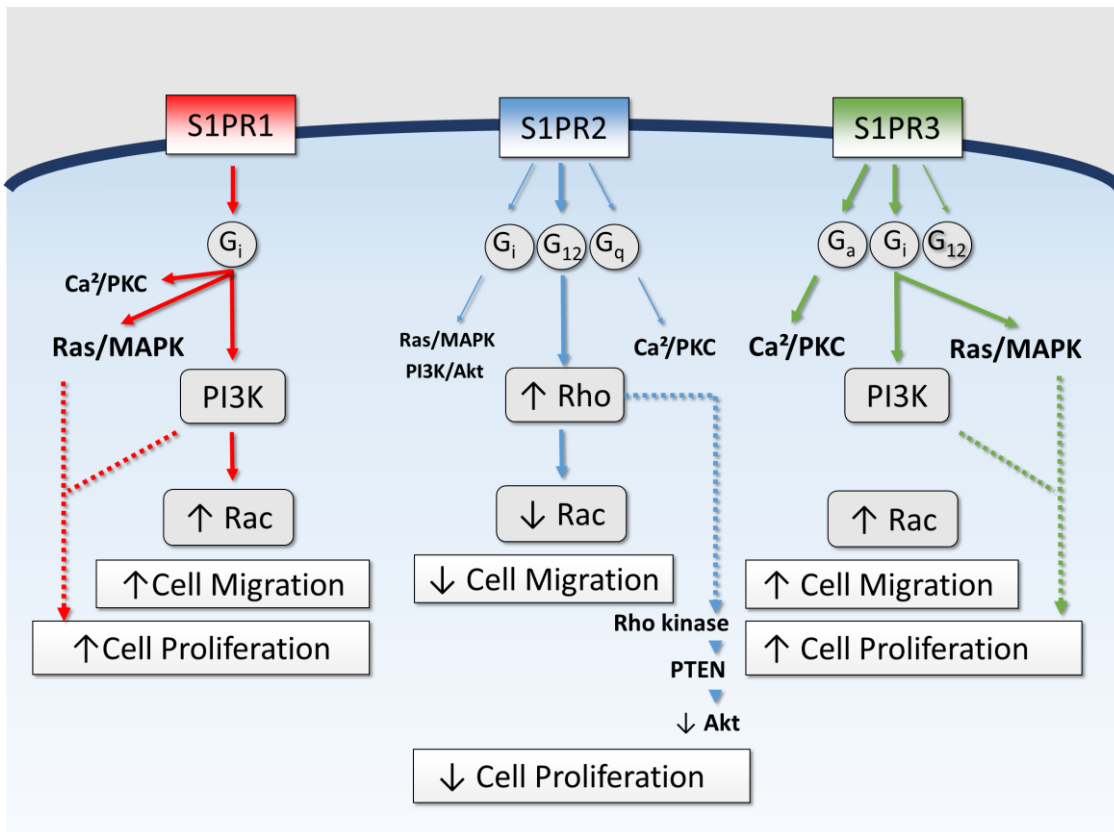 S1PR1
G₁
Ca²/PKC
Ras/MAPK
PI3K
↑ Rac
↑Cell Migration
↑Cell Proliferation
S1PR2
Gᵢ
G₁₂
G_q
Ras/MAPK
PI3K/Akt
Ca²/PKC
↑ Rho
↓ Rac
↓ Cell Migration
Rho kinase
PTEN
↓ Akt
↓ Cell Proliferation
S1PR3
Gₐ
Gᵢ
G₁₂
Ca²/PKC
Ras/MAPK
PI3K
↑ Rac
↑ Cell Migration
↑ Cell Proliferation